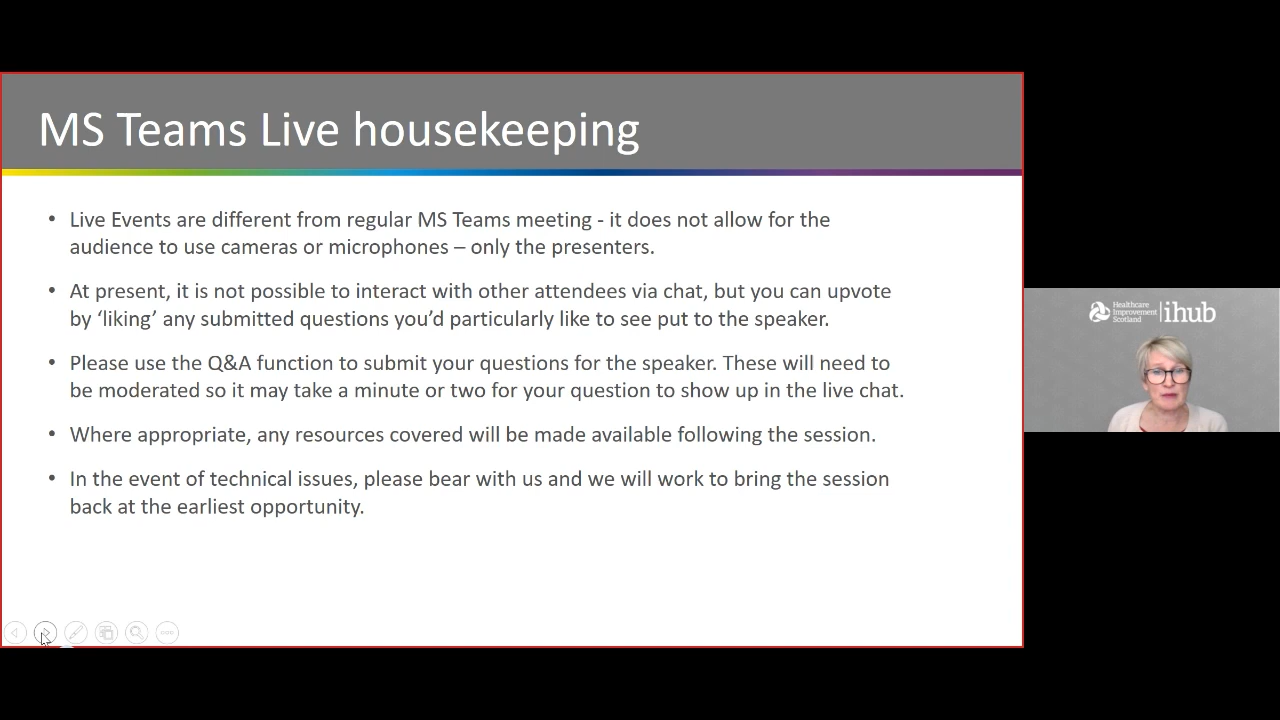 MS Teams Live housekeeping
• Live Events are different from regular MS Teams meeting - it does not allow for the
audience to use cameras or microphones – only the presenters.
• At present, it is not possible to interact with other attendees via chat, but you can upvote
by ‘liking’ any submitted questions you’d particularly like to see put to the speaker.
• Please use the Q&A function to submit your questions for the speaker. These will need to
be moderated so it may take a minute or two for your question to show up in the live chat.
• Where appropriate, any resources covered will be made available following the session.
• In the event of technical issues, please bear with us and we will work to bring the session
back at the earliest opportunity.
Healthcare
Improvement
Scotland
ihub